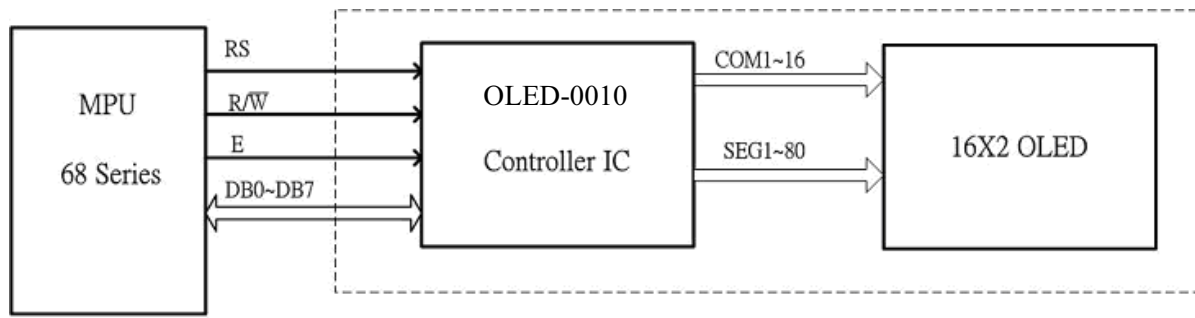 MPU
68 Series
RS
R/W̅
E
DB0~DB7
OLED-0010
Controller IC
COM1~16
SEG1~80
16X2 OLED